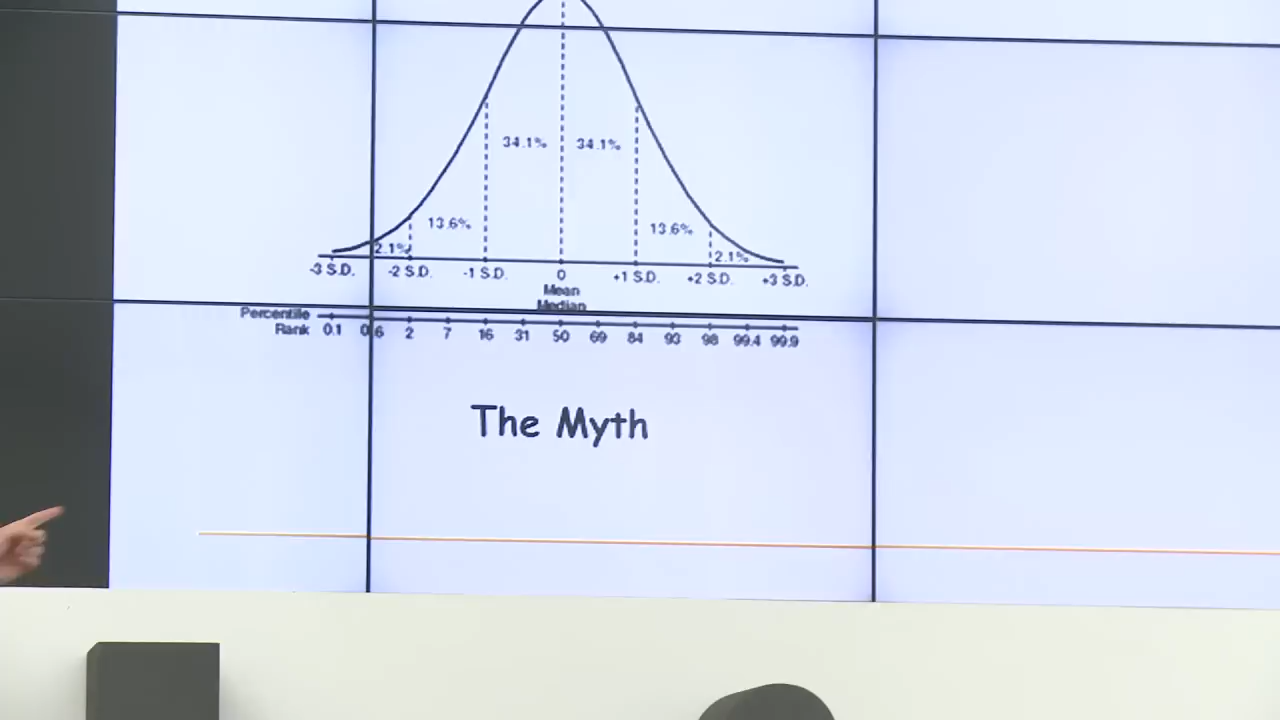 34.1% 34.1%
13.6% 13.6%
2.1% 2.1%
-3 S.D. -2 S.D. -1 S.D. 0 +1 S.D. +2 S.D. +3 S.D.
Mean
Median
Percentile
Rank 0.1 0.6 2 7 16 31 50 69 84 93 98 99.4 99.9
The Myth